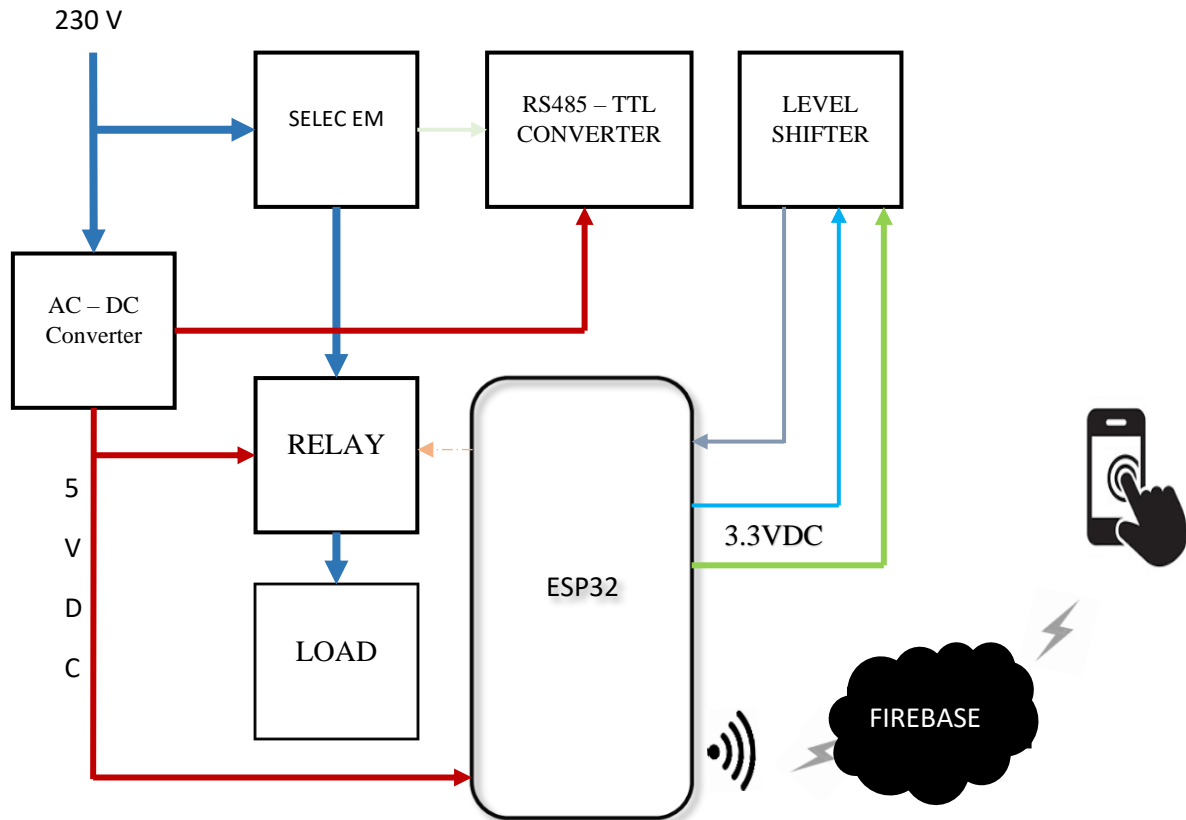 230 V
SELEC EM
RS485 – TTL
CONVERTER
LEVEL
SHIFTER
AC – DC
Converter
RELAY
5
V
D
C
3.3VDC
ESP32
LOAD
FIREBASE